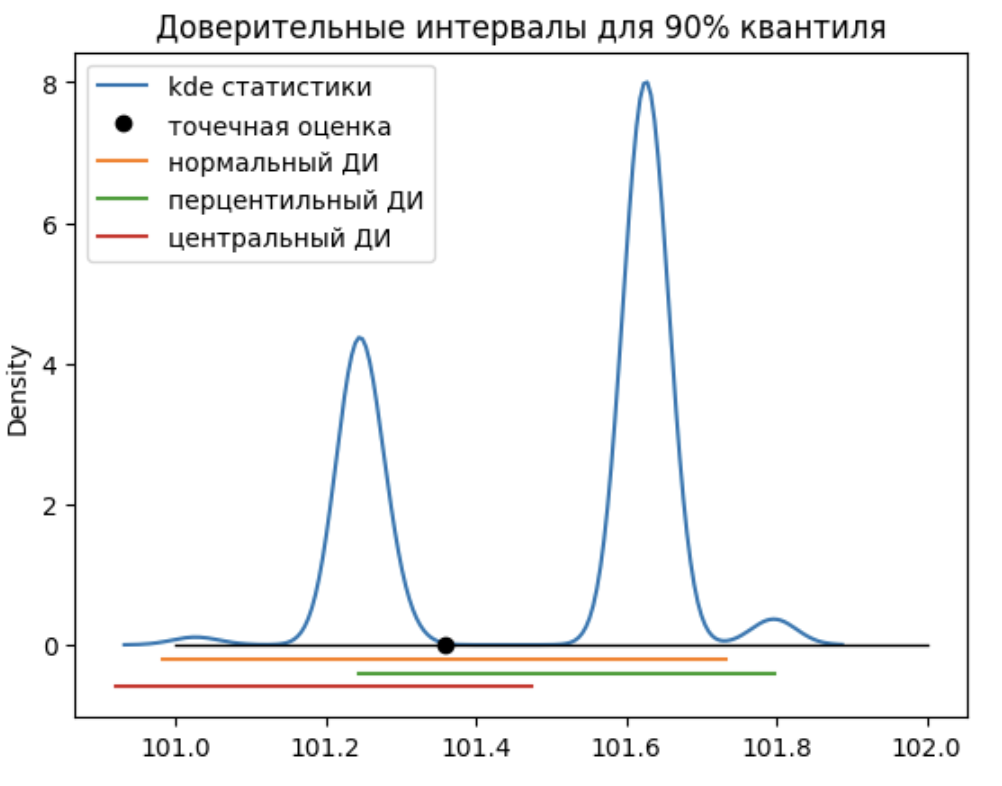 Доверительные интервалы для 90% квантиля
kde статистики
точечная оценка
нормальный ДИ
перцентильный ДИ
центральный ДИ
Density
8
6
4
2
0
101.0 101.2 101.4 101.6 101.8 102.0